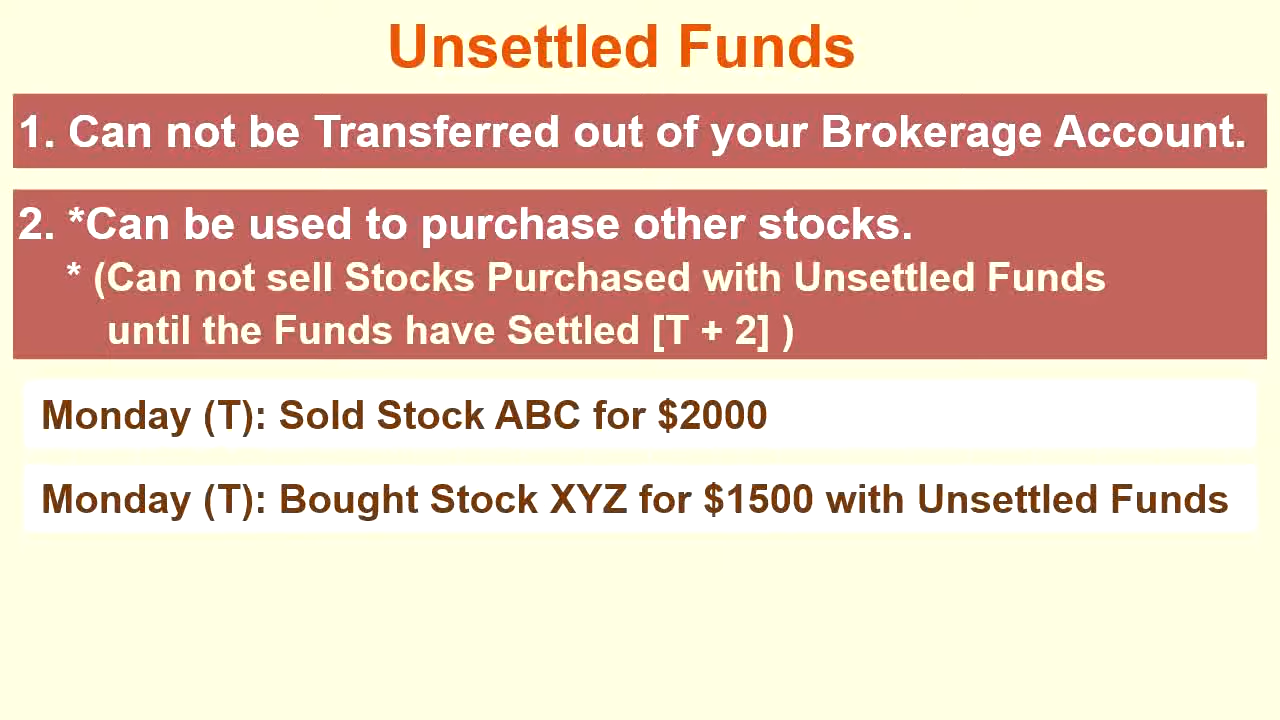 Unsettled Funds
1. Can not be Transferred out of your Brokerage Account.
2. *Can be used to purchase other stocks.
* (Can not sell Stocks Purchased with Unsettled Funds
until the Funds have Settled [T + 2] )
Monday (T): Sold Stock ABC for $2000
Monday (T): Bought Stock XYZ for $1500 with Unsettled Funds